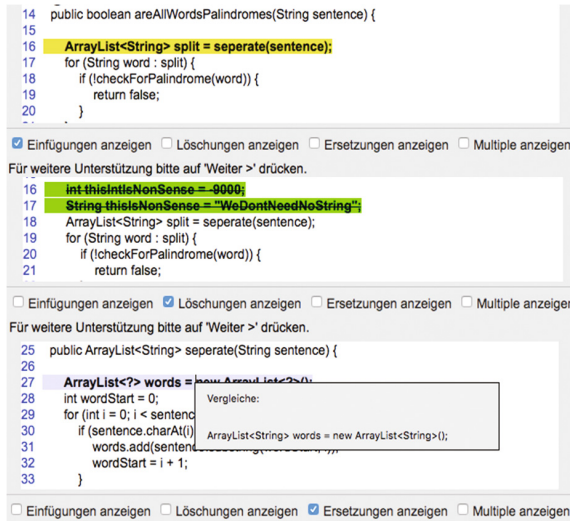 14 public boolean areAllWordsPalindromes(String sentence) {
15
16 ArrayList<String> split = seperate(sentence);
17 for (String word : split) {
18 if (!checkForPalindrome(word)) {
19 return false;
20 }
Einfügungen anzeigen Löschungen anzeigen Ersetzungen anzeigen Multiple anzeigen
Für weitere Unterstützung bitte auf 'Weiter >' drücken.
16 int thisIntIsNonSense = -9000;
17 String thisIsNonSense = "WeDontNeedNoString";
18 ArrayList<String> split = seperate(sentence);
19 for (String word : split) {
20 if (!checkForPalindrome(word)) {
21 return false;
Einfügungen anzeigen Löschungen anzeigen Ersetzungen anzeigen Multiple anzeigen
Für weitere Unterstützung bitte auf 'Weiter >' drücken.
25 public ArrayList<String> seperate(String sentence) {
26
27 ArrayList<?> words = new ArrayList<?>();
28 int wordStart = 0;
Vergleiche:
29 for (int i = 0; i < sentenc
30 if (sentence.charAt(i)
ArrayList<String> words = new ArrayList<String>();
31 words.add(sentence.substring(wordStart, i));
32 wordStart = i + 1;
33 }
Einfügungen anzeigen Löschungen anzeigen Ersetzungen anzeigen Multiple anzeigen